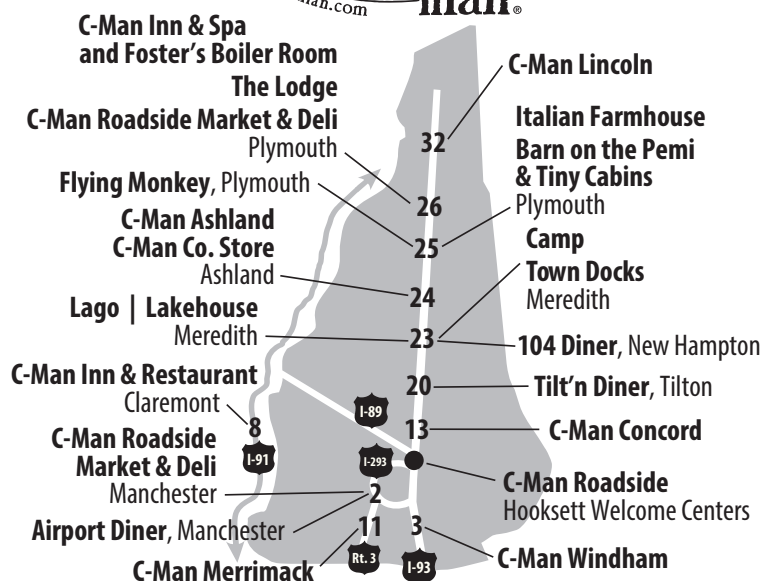 man.com
man®
C-Man Inn & Spa
and Foster's Boiler Room
The Lodge
C-Man Roadside Market & Deli
Plymouth
Flying Monkey, Plymouth
C-Man Ashland
C-Man Co. Store
Ashland
Lago | Lakehouse
Meredith
C-Man Inn & Restaurant
Claremont
8
I-91
C-Man Roadside
Market & Deli
Manchester
Airport Diner, Manchester
C-Man Merrimack
32
26
25
24
23
20
I-89
13
I-293
2
11
3
Rt. 3
I-93
C-Man Lincoln
Italian Farmhouse
Barn on the Pemi
& Tiny Cabins
Plymouth
Camp
Town Docks
Meredith
104 Diner, New Hampton
Tilt'n Diner, Tilton
C-Man Concord
C-Man Roadside
Hooksett Welcome Centers
C-Man Windham